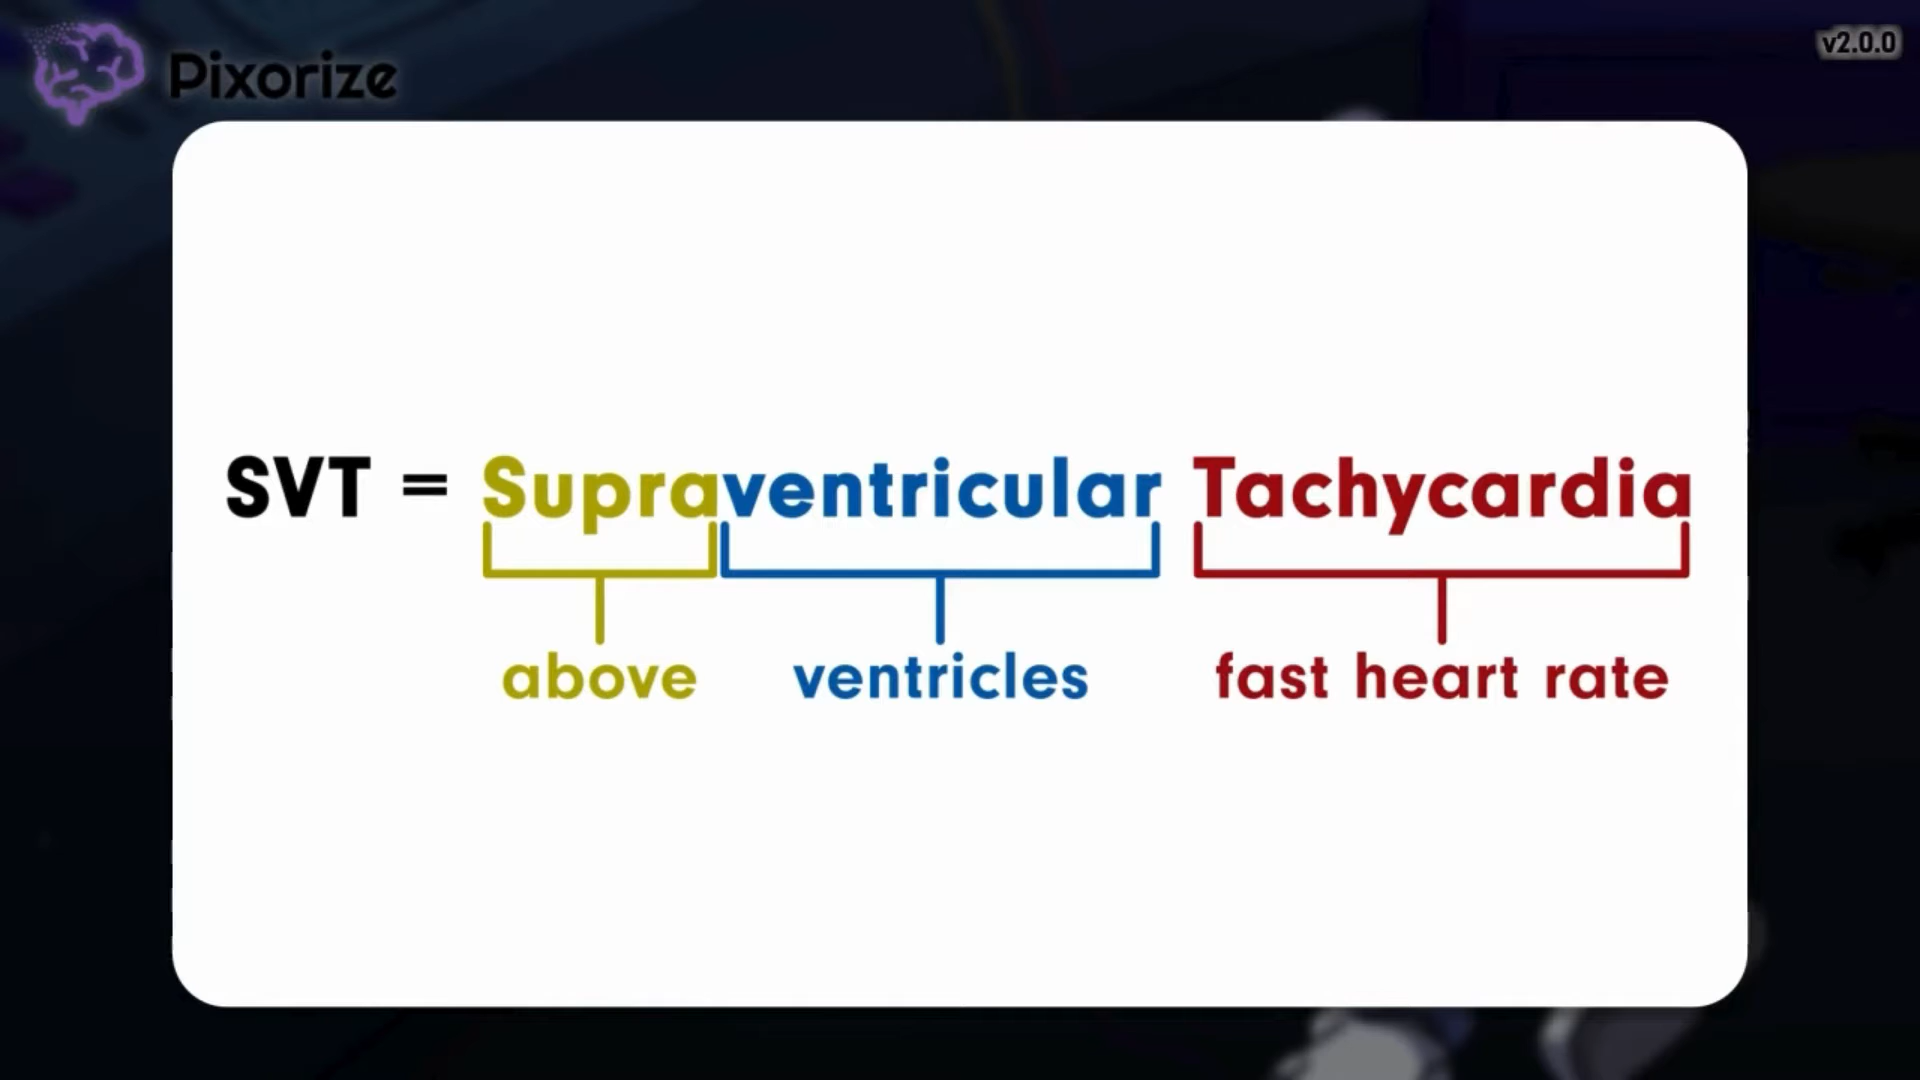 Pixorize
v2.0.0
SVT = Supraventricular Tachycardia
above ventricles fast heart rate